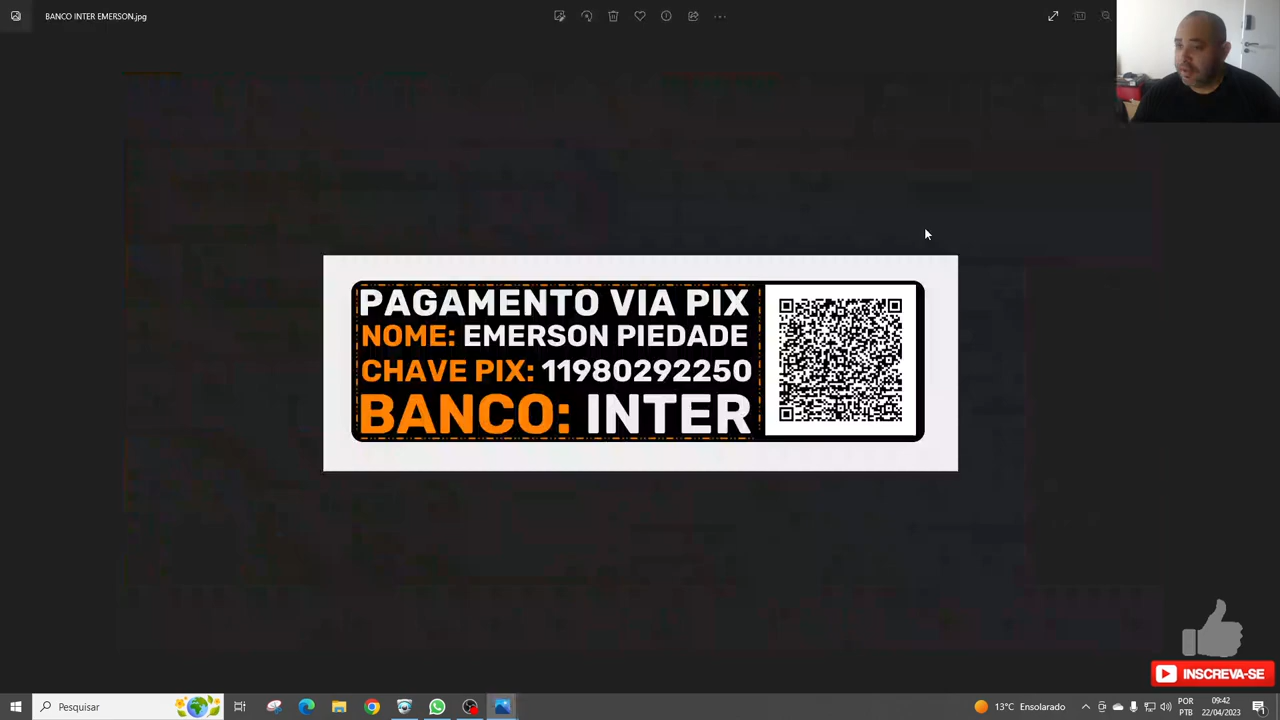 BANCO INTER EMERSON.jpg
PAGAMENTO VIA PIX
NOME: EMERSON PIEDADE
CHAVE PIX: 11980292250
BANCO: INTER
INSCREVA-SE
Pesquisar
13°C Ensolarado
POR
PTB
09:42
22/04/2023